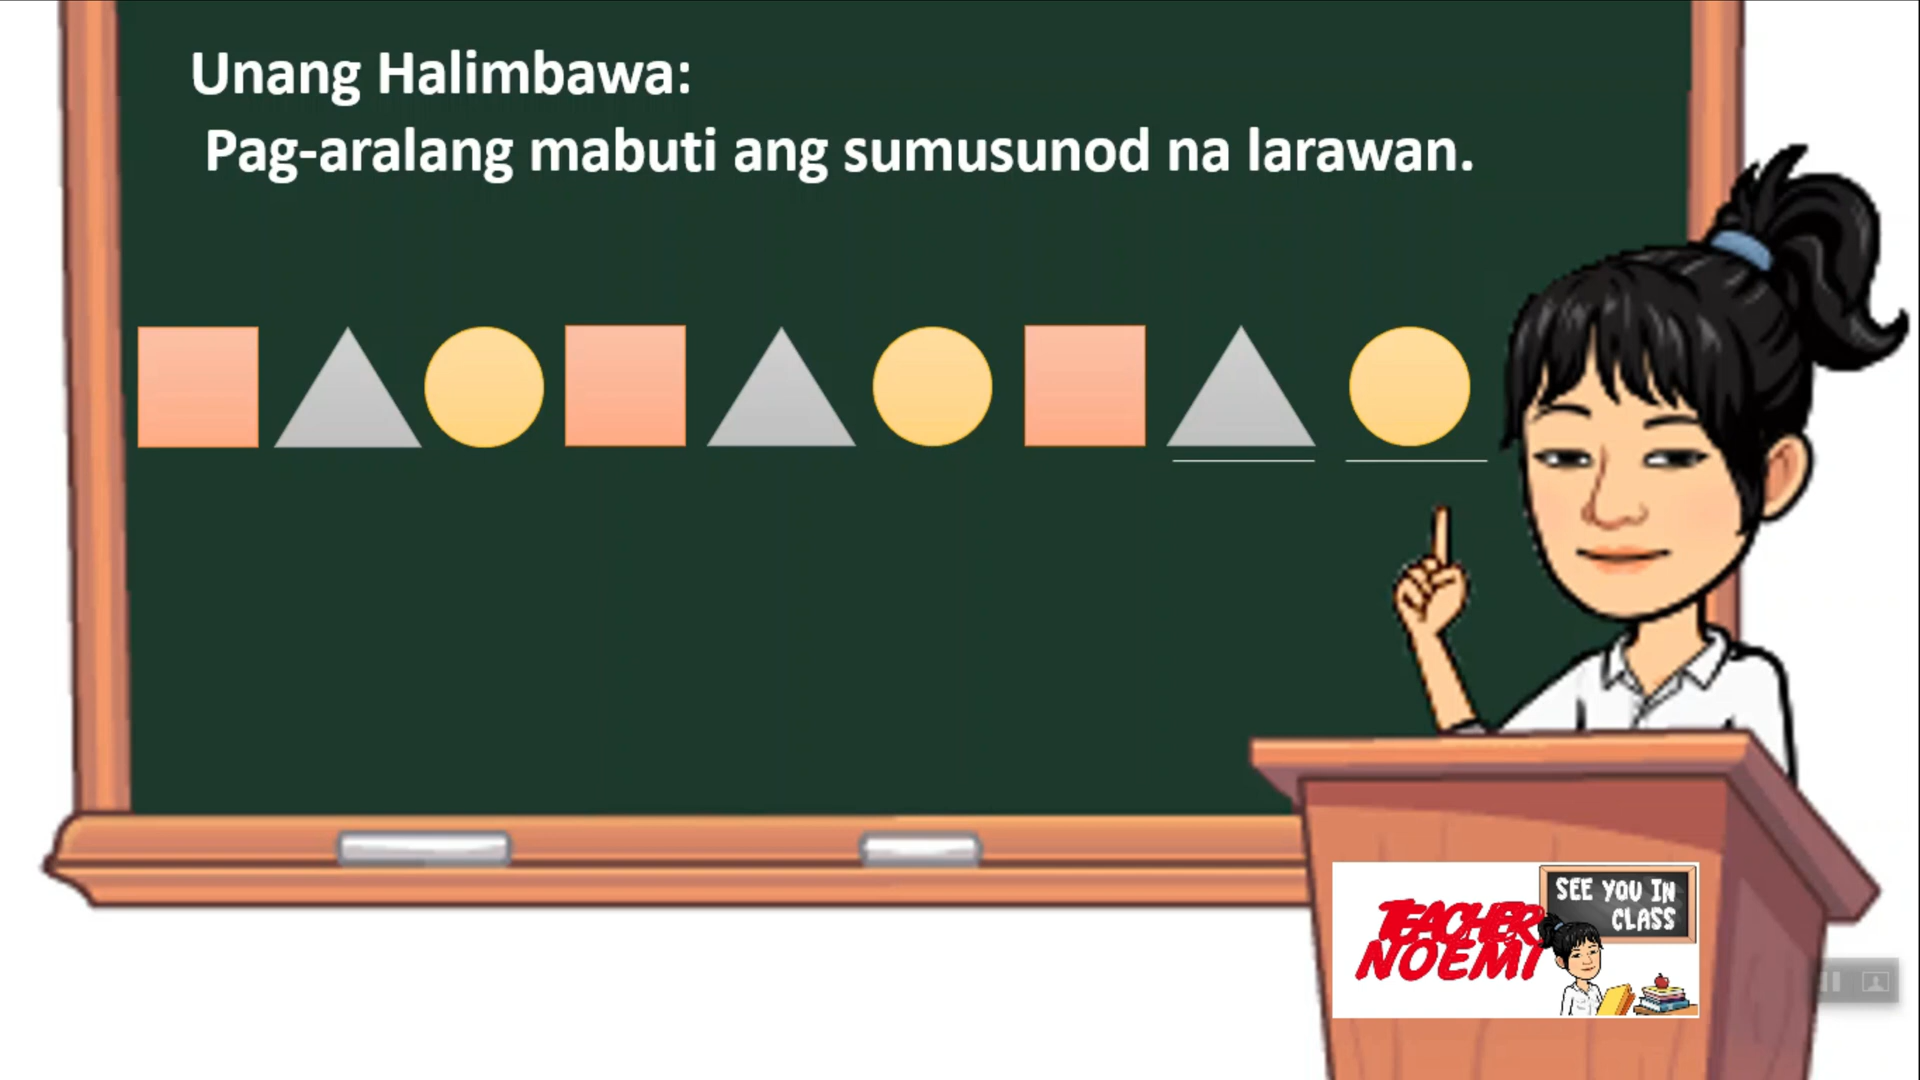 Unang Halimbawa:
Pag-aralang mabuti ang sumusunod na larawan.
SEE YOU IN
CLASS
TEACHER
NOEMI